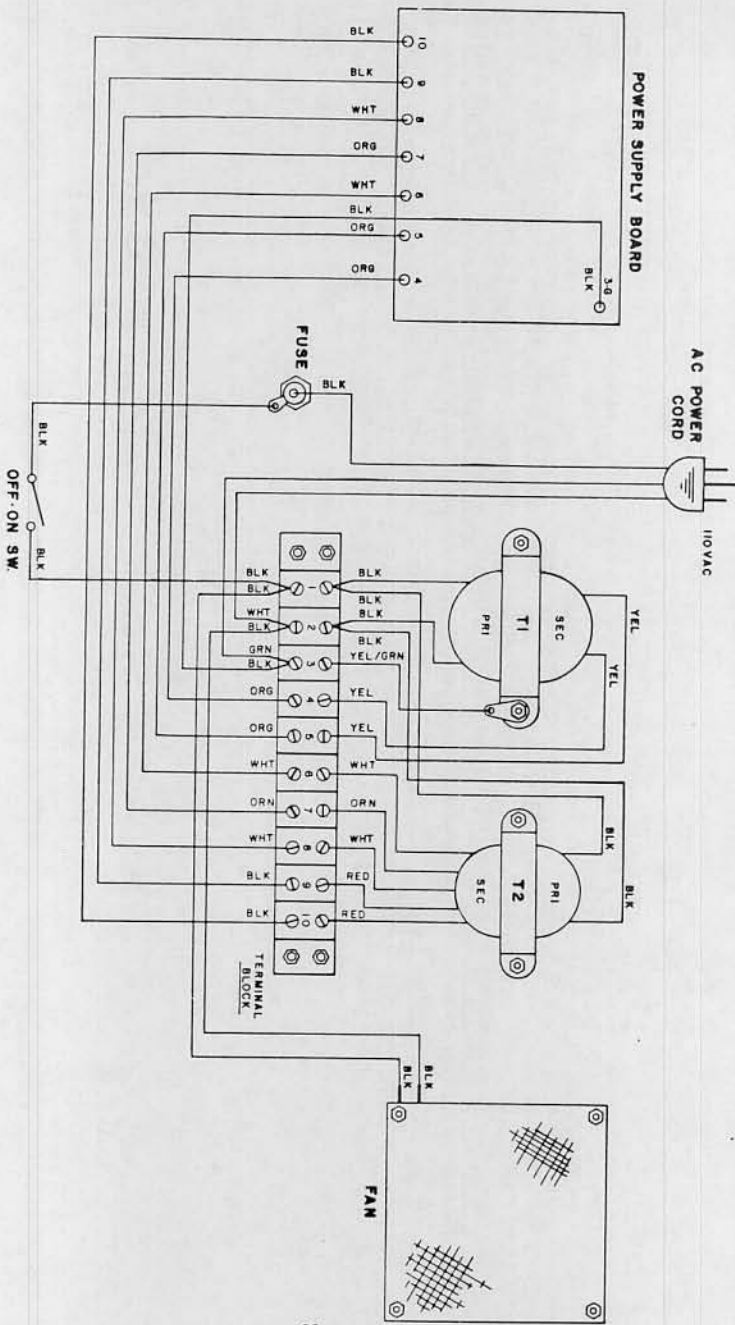 POWER SUPPLY BOARD
BLK
10
BLK
9
WHT
8
ORG
7
WHT
6
BLK
ORG
5
ORG
4
3-G
BLK
AC POWER
CORD
110 VAC
FUSE
BLK
BLK
OFF-ON SW.
BLK
BLK
BLK
1
BLK
BLK
WHT
BLK
2
BLK
BLK
GRN
BLK
3
YEL/GRN
ORG
4
YEL
ORG
5
YEL
WHT
6
WHT
ORN
7
ORN
WHT
8
WHT
BLK
9
RED
BLK
10
RED
TERMINAL
BLOCK
SEC
T1
PRI
YEL
YEL
PRI
T2
SEC
BLK
BLK
BLK
BLK
FAN